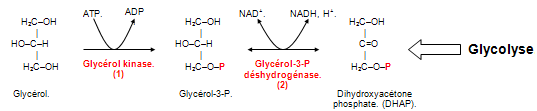 H₂C–OH
HO–C–H
H₂C–OH
Glycérol.
ATP.
ADP
Glycérol kinase.
(1)
H₂C–OH
HO–C–H
H₂C–O–P
Glycérol-3-P.
NAD⁺.
NADH, H⁺.
Glycérol-3-P
déshydrogénase.
(2)
H₂C–OH
C=O
H₂C–O–P
Dihydroxyacétone
phosphate. (DHAP).
Glycolyse